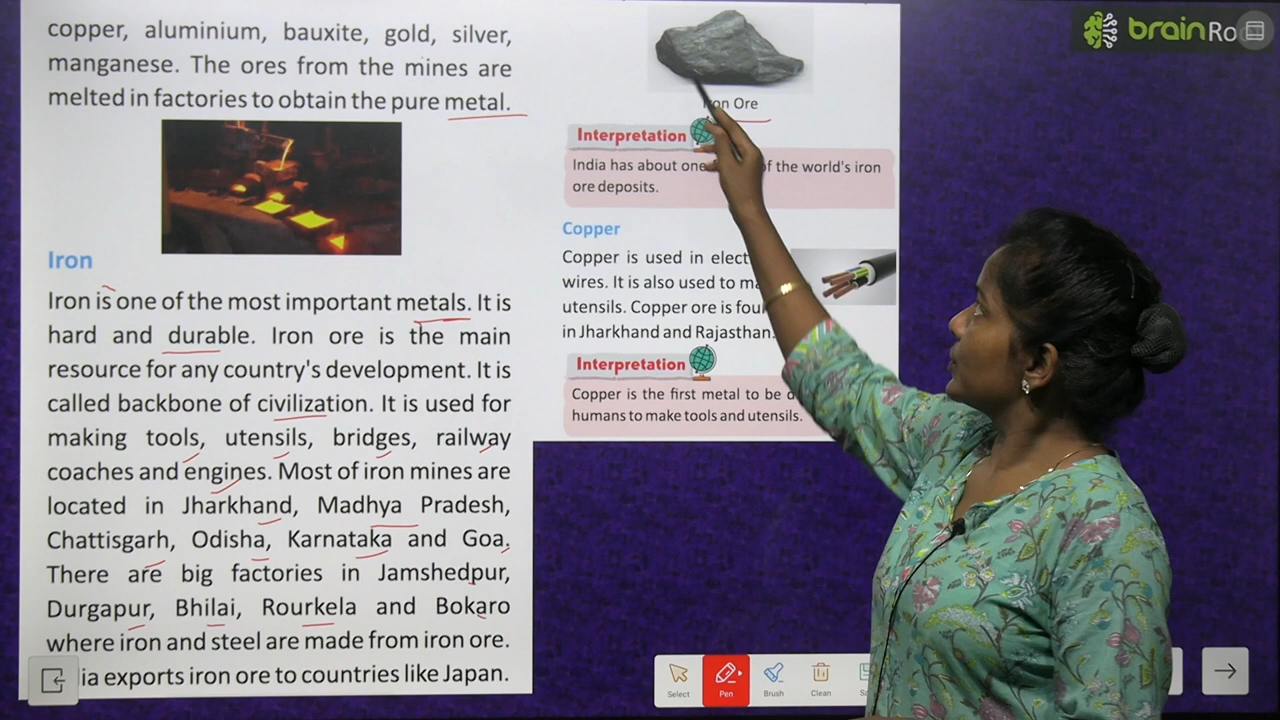 copper, aluminium, bauxite, gold, silver,
manganese. The ores from the mines are
melted in factories to obtain the pure metal.
Iron
Iron is one of the most important metals. It is
hard and durable. Iron ore is the main
resource for any country's development. It is
called backbone of civilization. It is used for
making tools, utensils, bridges, railway
coaches and engines. Most of iron mines are
located in Jharkhand, Madhya Pradesh,
Chattisgarh, Odisha, Karnataka and Goa.
There are big factories in Jamshedpur,
Durgapur, Bhilai, Rourkela and Bokaro
where iron and steel are made from iron ore.
exports iron ore to countries like Japan.
Iron Ore
Interpretation
India has about one of the world's iron
ore deposits.
Copper
Copper is used in
wires. It is also used to
utensils. Copper ore is
in Jharkhand and Rajasthan.
Interpretation
Copper is the first metal to be
humans to make tools and utensils.
brain
Select
Pen
Brush
Clean